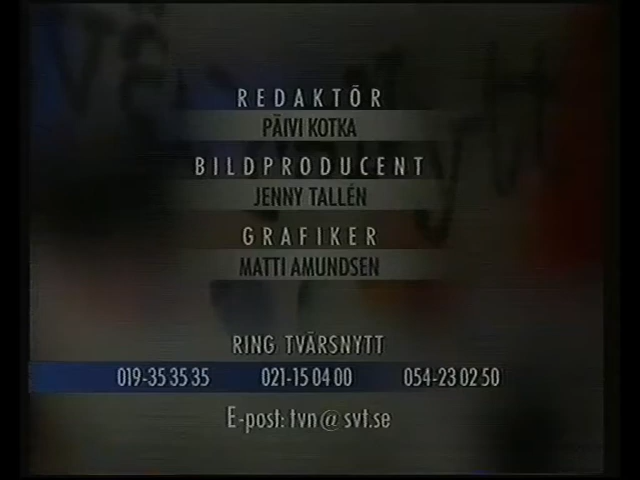 REDAKTÖR
PÄIVI KOTKA
BILDPRODUCENT
JENNY TALLÉN
GRAFIKER
MATTI AMUNDSEN
RING TVÄRSNYTT
019-35 35 35 021-15 04 00 054-23 02 50
E-post: tvn@svt.se